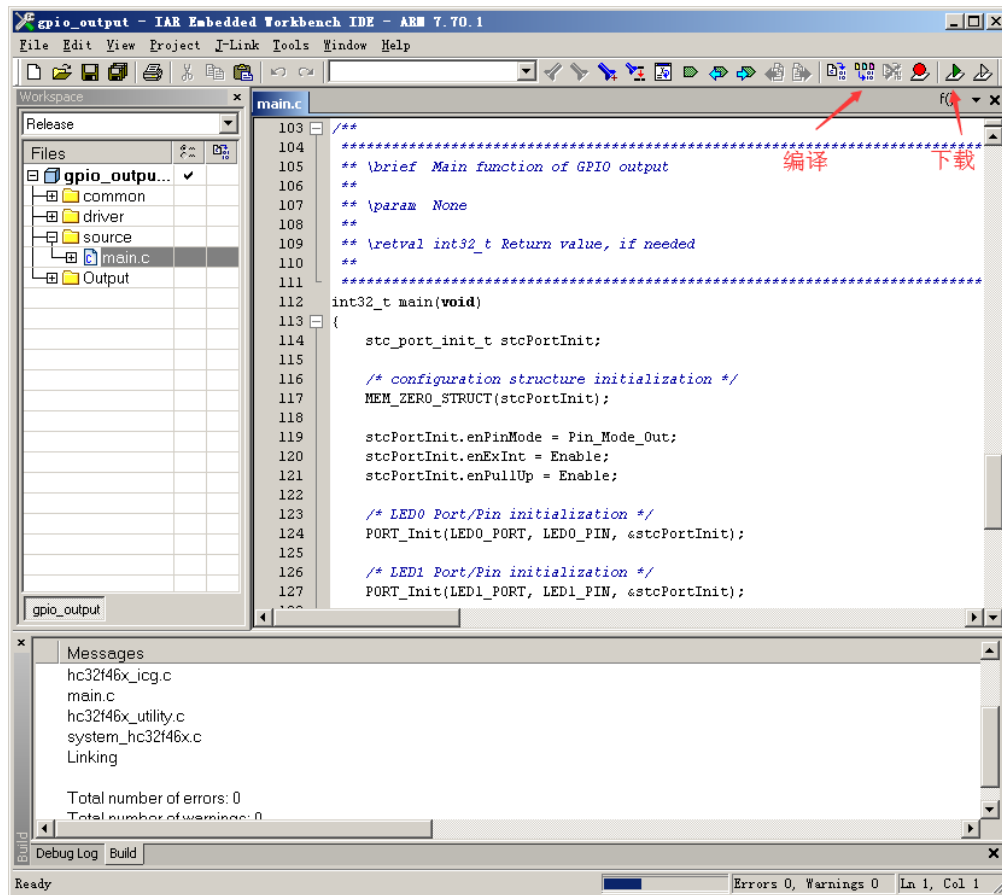 gpio_output - IAR Embedded Workbench IDE - ARM 7.70.1
File Edit View Project J-Link Tools Window Help
Workspace
main.c
f()
Release
Files
gpio_outpu...
common
driver
source
main.c
Output
gpio_output
编译
下载
103 /**
104 *******************************************************************************
105 ** \brief Main function of GPIO output
106 **
107 ** \param None
108 **
109 ** \retval int32_t Return value, if needed
110 **
111 *******************************************************************************
112 int32_t main(void)
113 {
114 stc_port_init_t stcPortInit;
115
116 /* configuration structure initialization */
117 MEM_ZERO_STRUCT(stcPortInit);
118
119 stcPortInit.enPinMode = Pin_Mode_Out;
120 stcPortInit.enExInt = Enable;
121 stcPortInit.enPullUp = Enable;
122
123 /* LED0 Port/Pin initialization */
124 PORT_Init(LED0_PORT, LED0_PIN, &stcPortInit);
125
126 /* LED1 Port/Pin initialization */
127 PORT_Init(LED1_PORT, LED1_PIN, &stcPortInit);
Messages
hc32f46x_icg.c
main.c
hc32f46x_utility.c
system_hc32f46x.c
Linking
Total number of errors: 0
Total number of warnings: 0
Build
Debug Log Build
Ready
Errors 0, Warnings 0
Ln 1, Col 1